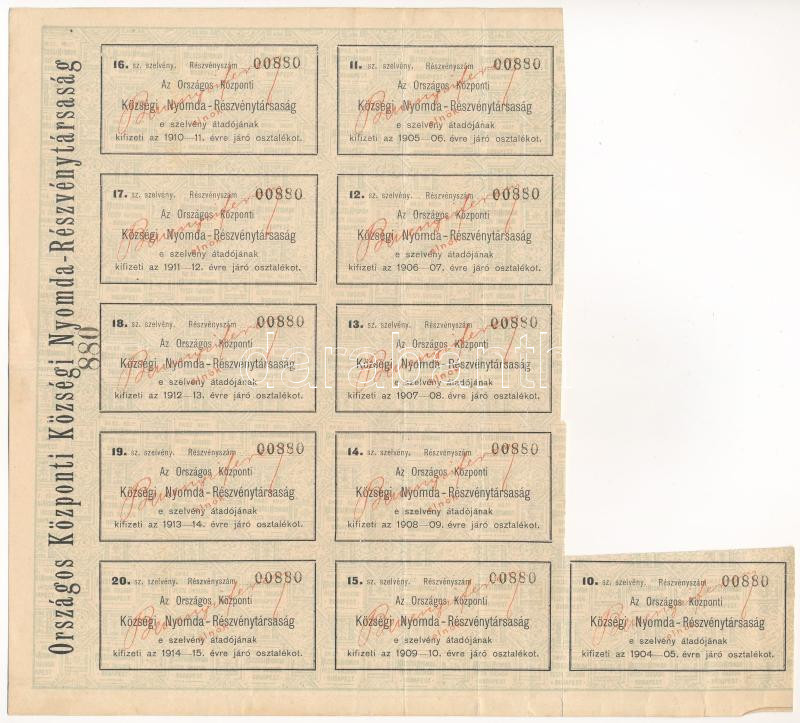 Országos Központi Községi Nyomda-Részvénytársaság
880
16. sz. szelvény. Részvényszám 00880
Az Országos Központi
Községi Nyomda-Részvénytársaság
e szelvény átadójának
kifizeti az 1910—11. évre járó osztalékot.
elnök
11. sz. szelvény. Részvényszám 00880
Az Országos Központi
Községi Nyomda-Részvénytársaság
e szelvény átadójának
kifizeti az 1905—06. évre járó osztalékot.
elnök
17. sz. szelvény. Részvényszám 00880
Az Országos Központi
Községi Nyomda-Részvénytársaság
e szelvény átadójának
kifizeti az 1911—12. évre járó osztalékot.
elnök
12. sz. szelvény. Részvényszám 00880
Az Országos Központi
Községi Nyomda-Részvénytársaság
e szelvény átadójának
kifizeti az 1906—07. évre járó osztalékot.
elnök
18. sz. szelvény. Részvényszám 00880
Az Országos Központi
Községi Nyomda-Részvénytársaság
e szelvény átadójának
kifizeti az 1912—13. évre járó osztalékot.
elnök
13. sz. szelvény. Részvényszám 00880
Az Országos Központi
Községi Nyomda-Részvénytársaság
e szelvény átadójának
kifizeti az 1907—08. évre járó osztalékot.
elnök
19. sz. szelvény. Részvényszám 00880
Az Országos Központi
Községi Nyomda-Részvénytársaság
e szelvény átadójának
kifizeti az 1913—14. évre járó osztalékot.
elnök
14. sz. szelvény. Részvényszám 00880
Az Országos Központi
Községi Nyomda-Részvénytársaság
e szelvény átadójának
kifizeti az 1908—09. évre járó osztalékot.
elnök
20. sz. szelvény. Részvényszám 00880
Az Országos Központi
Községi Nyomda-Részvénytársaság
e szelvény átadójának
kifizeti az 1914—15. évre járó osztalékot.
elnök
15. sz. szelvény. Részvényszám 00880
Az Országos Központi
Községi Nyomda-Részvénytársaság
e szelvény átadójának
kifizeti az 1909—10. évre járó osztalékot.
elnök
10. sz. szelvény. Részvényszám 00880
Az Országos Központi
Községi Nyomda-Részvénytársaság
e szelvény átadójának
kifizeti az 1904—05. évre járó osztalékot.
elnök